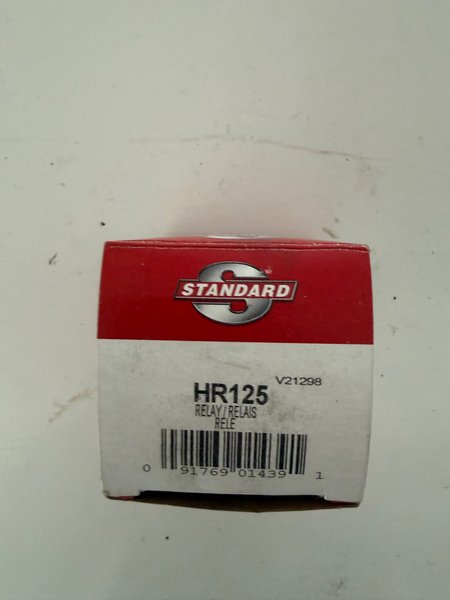 S
STANDARD
V21298
HR125
RELAY / RELAIS
RELE
0 91769 01439 1